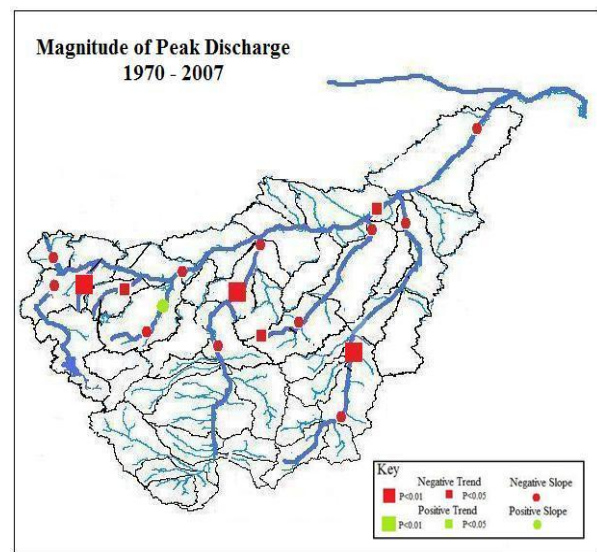 Magnitude of Peak Discharge
1970 - 2007
Key
Negative Trend Negative Slope
P<0.01 P<0.05
Positive Trend Positive Slope
P<0.01 P<0.05